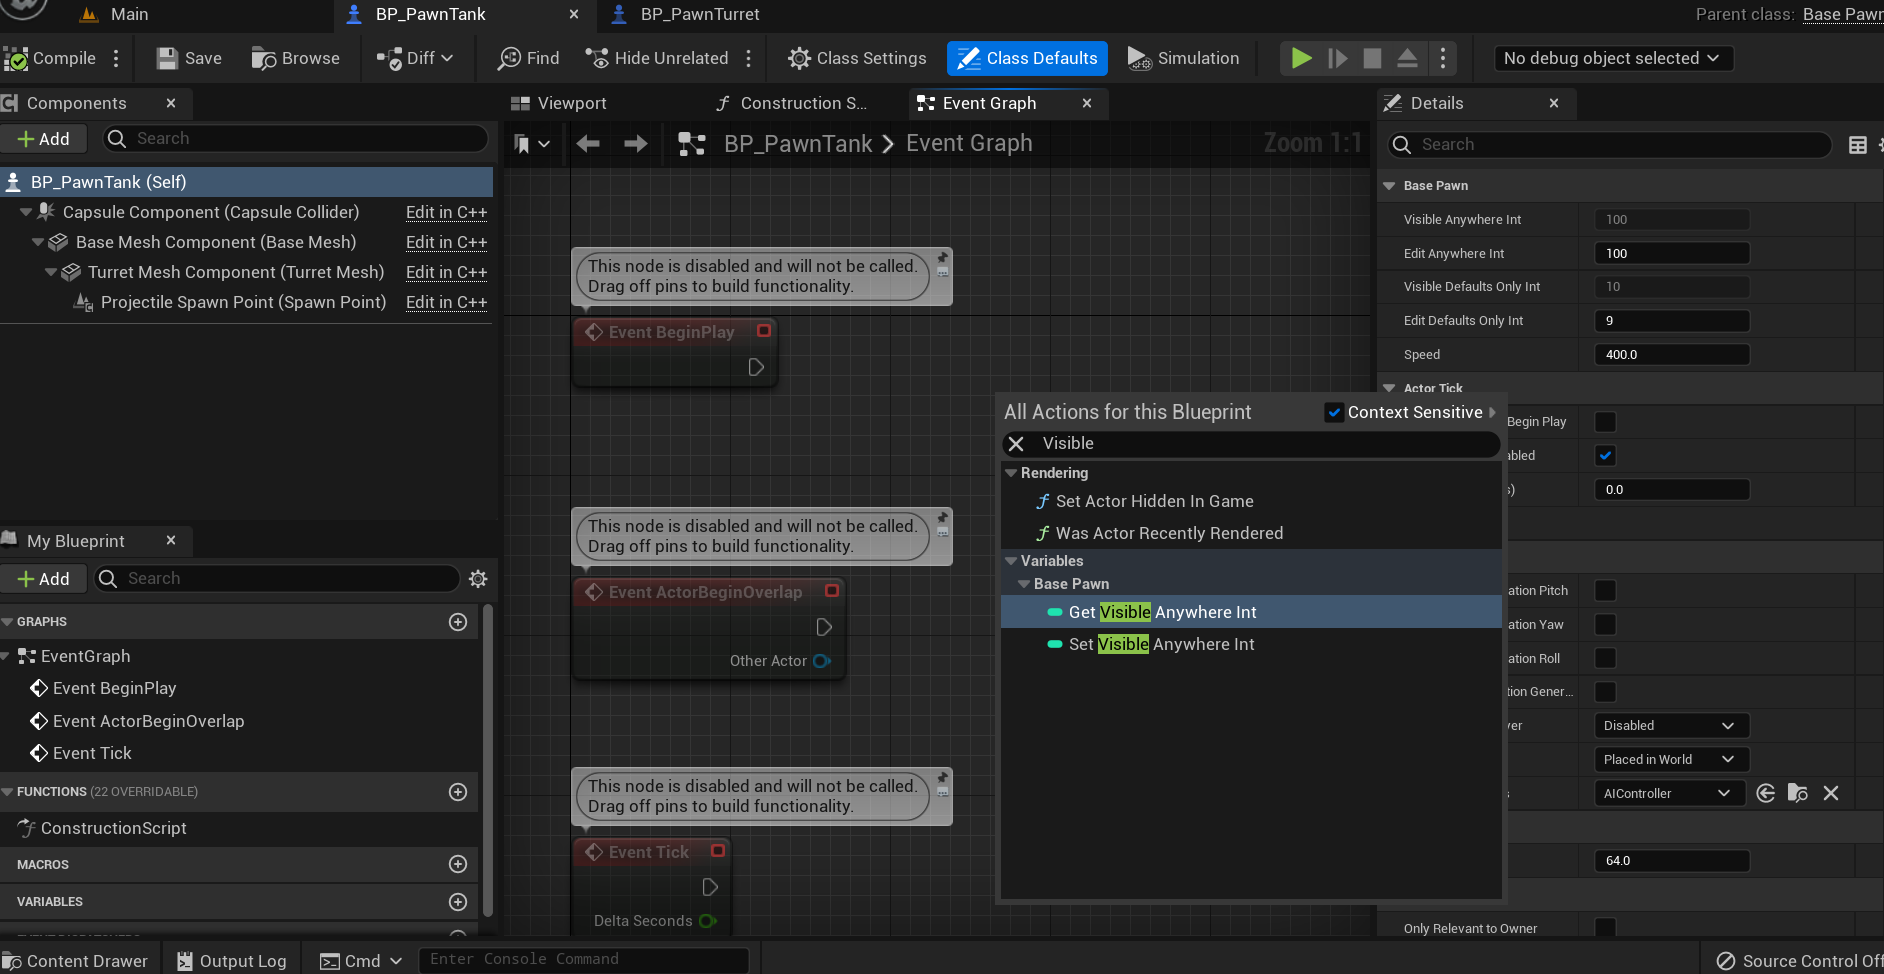 Main
BP_PawnTank
BP_PawnTurret
Parent class: Base Pawn
Compile
Save
Browse
Diff
Find
Hide Unrelated
Class Settings
Class Defaults
Simulation
No debug object selected
Components
Add
Search
BP_PawnTank (Self)
Capsule Component (Capsule Collider) Edit in C++
Base Mesh Component (Base Mesh) Edit in C++
Turret Mesh Component (Turret Mesh) Edit in C++
Projectile Spawn Point (Spawn Point) Edit in C++
My Blueprint
Add
Search
GRAPHS
EventGraph
Event BeginPlay
Event ActorBeginOverlap
Event Tick
FUNCTIONS (22 OVERRIDABLE)
ConstructionScript
MACROS
VARIABLES
Viewport
Construction S...
Event Graph
BP_PawnTank > Event Graph
Zoom 1:1
This node is disabled and will not be called.
Drag off pins to build functionality.
Event BeginPlay
This node is disabled and will not be called.
Drag off pins to build functionality.
Event ActorBeginOverlap
Other Actor
This node is disabled and will not be called.
Drag off pins to build functionality.
Event Tick
Delta Seconds
All Actions for this Blueprint
Context Sensitive
Visible
Rendering
Set Actor Hidden In Game
Was Actor Recently Rendered
Variables
Base Pawn
Get Visible Anywhere Int
Set Visible Anywhere Int
Details
Search
Base Pawn
Visible Anywhere Int 100
Edit Anywhere Int 100
Visible Defaults Only Int 10
Edit Defaults Only Int 9
Speed 400.0
Actor Tick
Begin Play
abled
s) 0.0
ation Pitch
ation Yaw
ation Roll
tion Gener...
yer Disabled
Placed in World
s AIController
64.0
Only Relevant to Owner
Content Drawer
Output Log
Cmd
Enter Console Command
Source Control Off